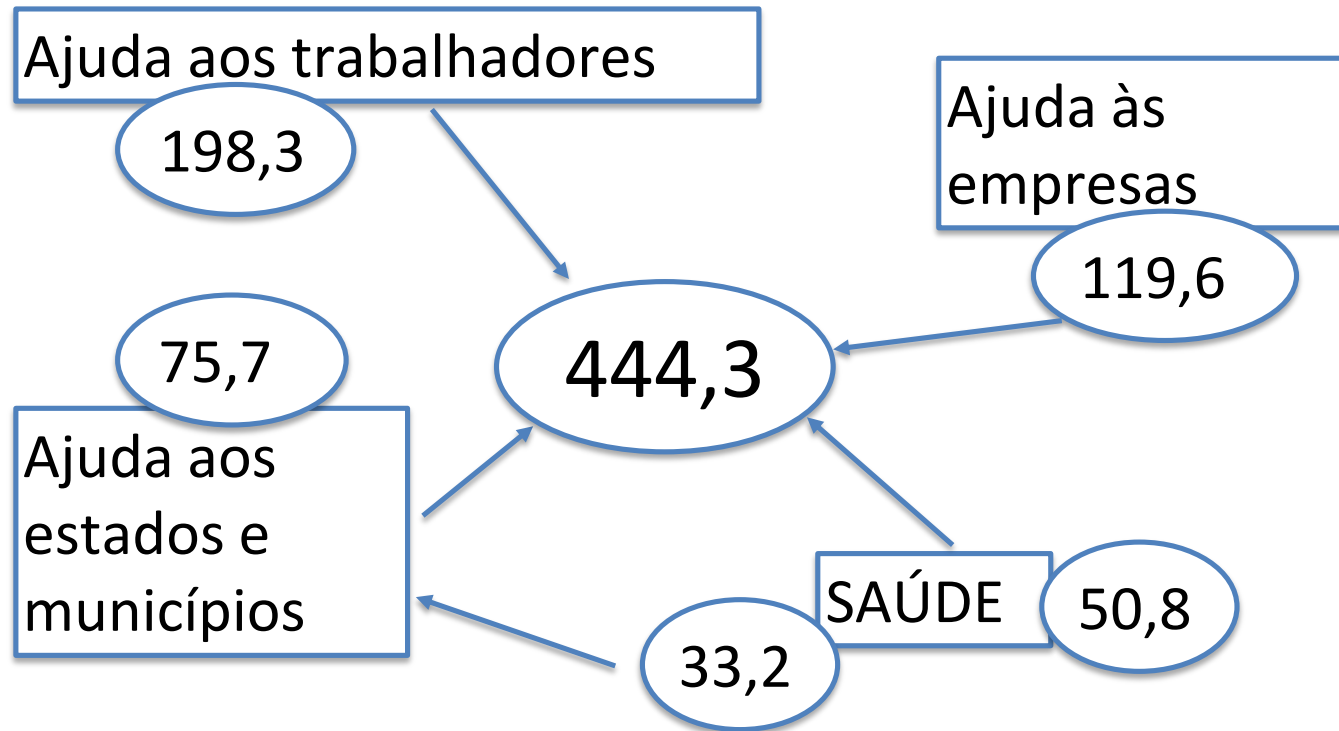 Ajuda aos trabalhadores
198,3
Ajuda às
empresas
119,6
75,7
444,3
Ajuda aos
estados e
municípios
SAÚDE
50,8
33,2